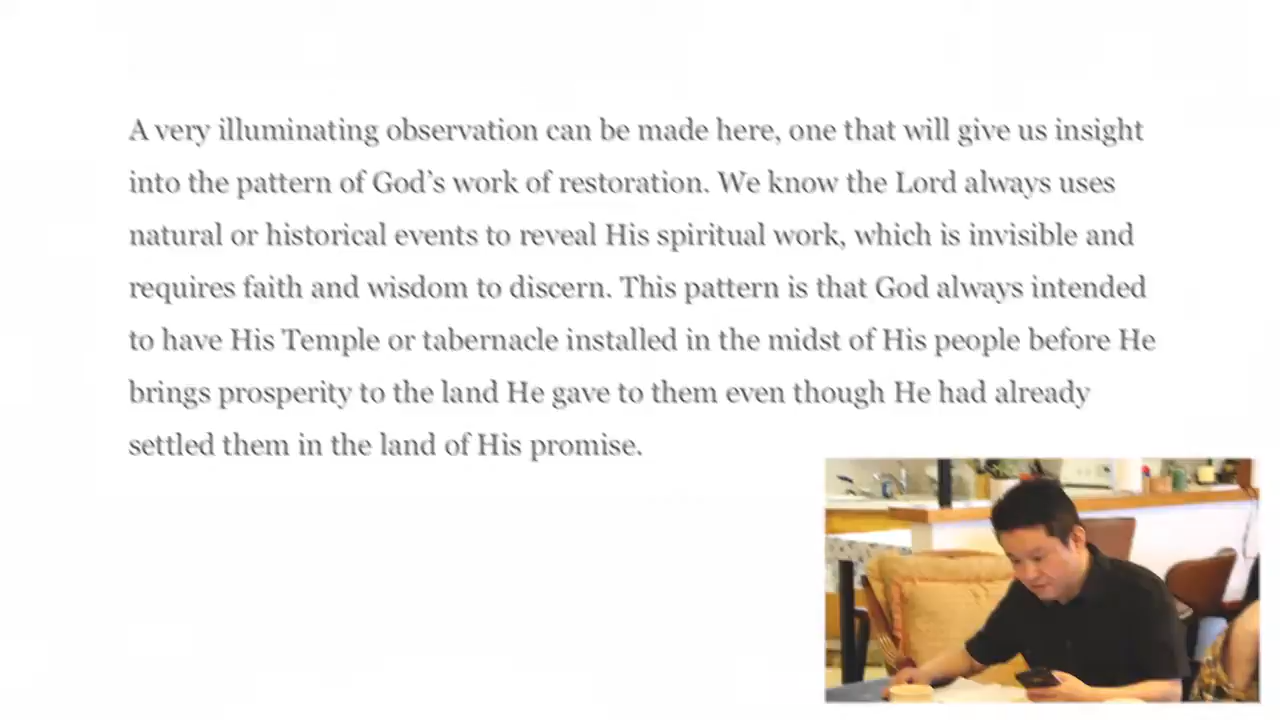 A very illuminating observation can be made here, one that will give us insight
into the pattern of God’s work of restoration. We know the Lord always uses
natural or historical events to reveal His spiritual work, which is invisible and
requires faith and wisdom to discern. This pattern is that God always intended
to have His Temple or tabernacle installed in the midst of His people before He
brings prosperity to the land He gave to them even though He had already
settled them in the land of His promise.